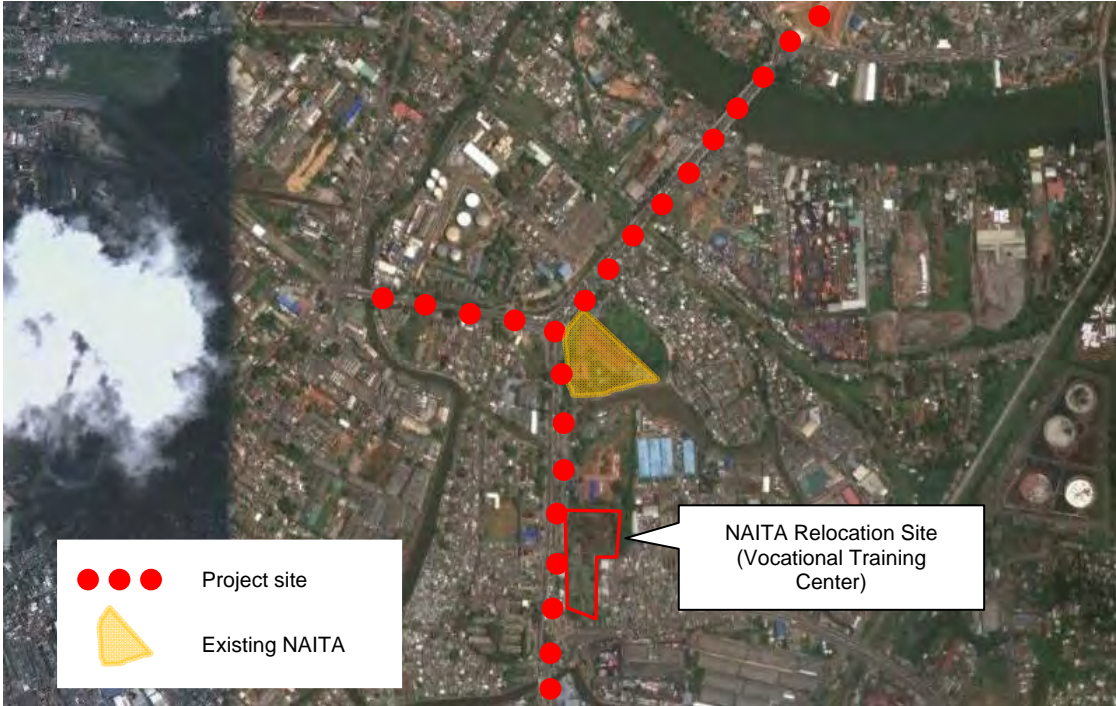 NAITA Relocation Site
(Vocational Training
Center)
Project site
Existing NAITA